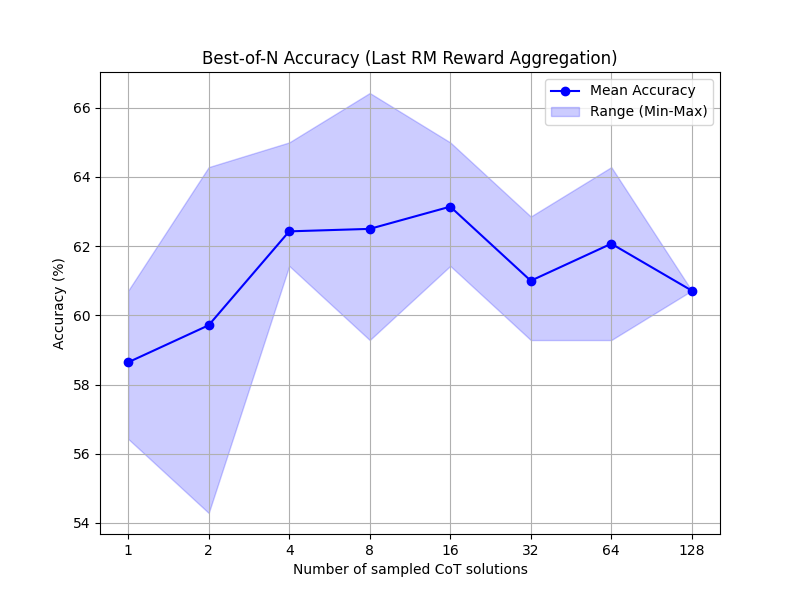 Best-of-N Accuracy (Last RM Reward Aggregation)
Mean Accuracy
Range (Min-Max)
Accuracy (%)
66
64
62
60
58
56
54
1 2 4 8 16 32 64 128
Number of sampled CoT solutions